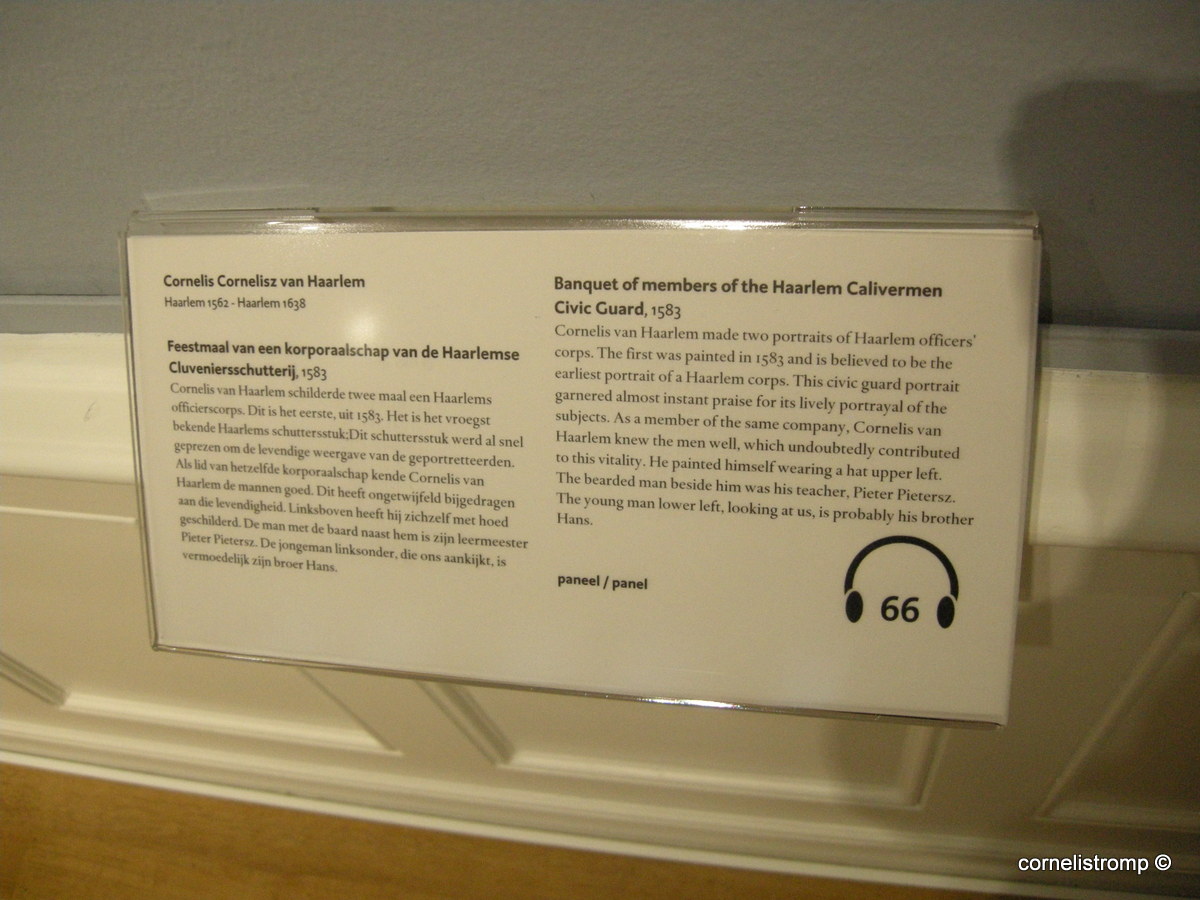 Cornelis Cornelisz van Haarlem
Haarlem 1562 - Haarlem 1638
Feestmaal van een korporaalschap van de Haarlemse
Cluveniersschutterij, 1583
Cornelis van Haarlem schilderde twee maal een Haarlems
officierscorps. Dit is het eerste, uit 1583. Het is het vroegst
bekende Haarlems schuttersstuk;Dit schuttersstuk werd al snel
geprezen om de levendige weergave van de geportretteerden.
Als lid van hetzelfde korporaalschap kende Cornelis van
Haarlem de mannen goed. Dit heeft ongetwijfeld bijgedragen
aan die levendigheid. Linksboven heeft hij zichzelf met hoed
geschilderd. De man met de baard naast hem is zijn leermeester
Pieter Pietersz. De jongeman linksonder, die ons aankijkt, is
vermoedelijk zijn broer Hans.
Banquet of members of the Haarlem Calivermen
Civic Guard, 1583
Cornelis van Haarlem made two portraits of Haarlem officers'
corps. The first was painted in 1583 and is believed to be the
earliest portrait of a Haarlem corps. This civic guard portrait
garnered almost instant praise for its lively portrayal of the
subjects. As a member of the same company, Cornelis van
Haarlem knew the men well, which undoubtedly contributed
to this vitality. He painted himself wearing a hat upper left.
The bearded man beside him was his teacher, Pieter Pietersz.
The young man lower left, looking at us, is probably his brother
Hans.
paneel / panel
66
cornelistromp ©